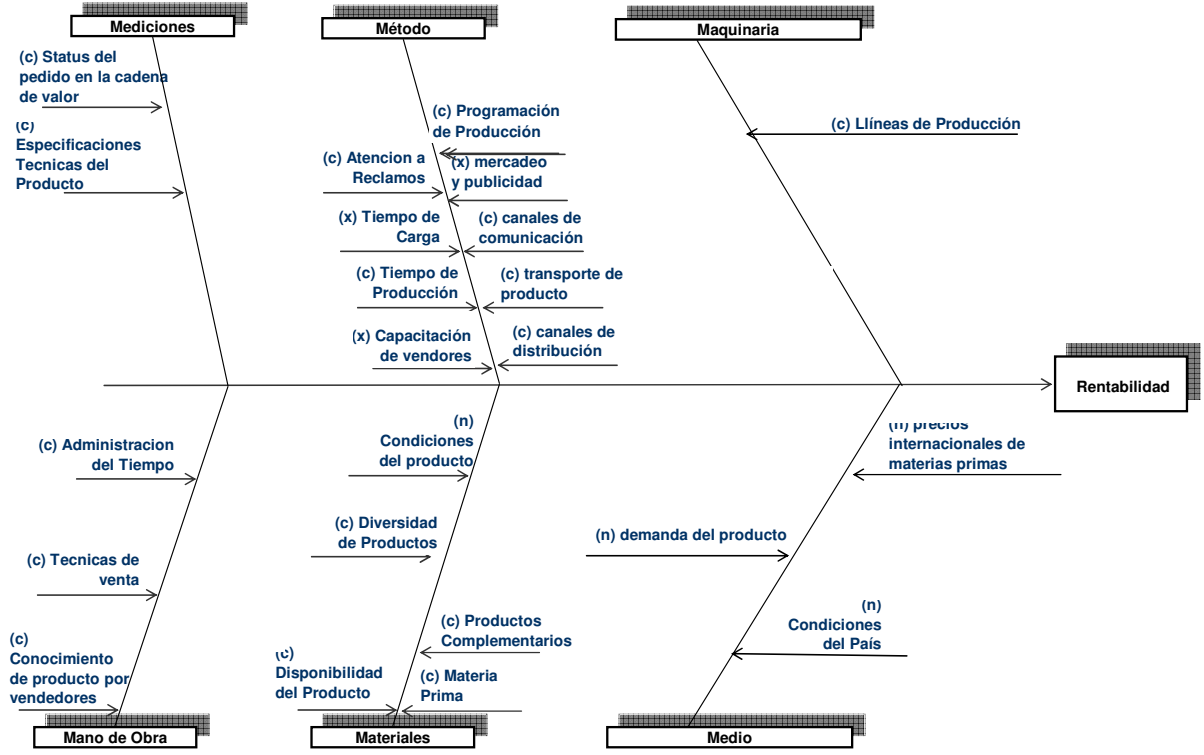 Mediciones
Método
Maquinaria
(c) Status del
pedido en la cadena
de valor
(c)
Especificaciones
Tecnicas del
Producto
(c) Programación
de Producción
(c) Atencion a
Reclamos
(x) mercadeo
y publicidad
(x) Tiempo de
Carga
(c) canales de
comunicación
(c) Tiempo de
Producción
(c) transporte de
producto
(x) Capacitación
de vendores
(c) canales de
distribución
(c) Llíneas de Producción
Rentabilidad
(c) Administracion
del Tiempo
(c) Tecnicas de
venta
(c)
Conocimiento
de producto por
vendedores
(n)
Condiciones
del producto
(c) Diversidad
de Productos
(c) Productos
Complementarios
(c)
Disponibilidad
del Producto
(c) Materia
Prima
(n) precios
internacionales de
materias primas
(n) demanda del producto
(n)
Condiciones
del País
Mano de Obra
Materiales
Medio